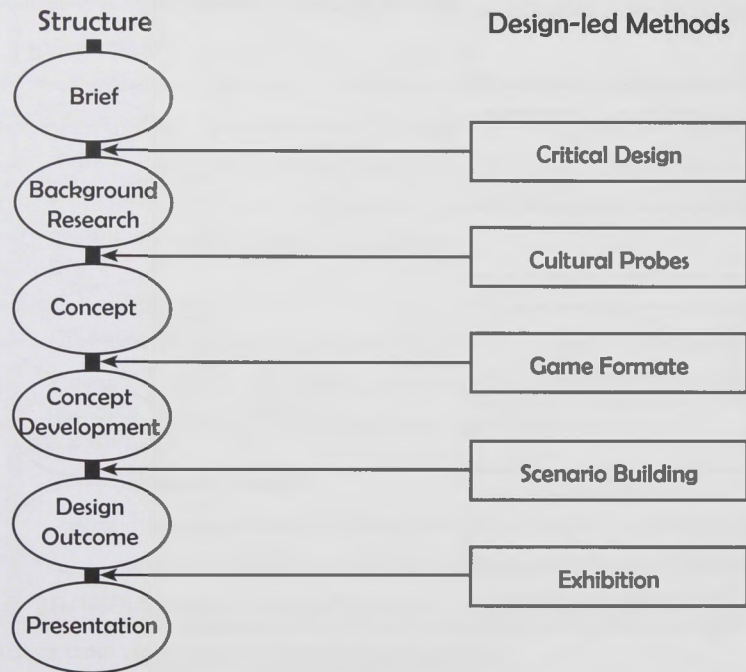 Structure
Design-led Methods
Brief
Critical Design
Background
Research
Cultural Probes
Concept
Game Formate
Concept
Development
Scenario Building
Design
Outcome
Exhibition
Presentation